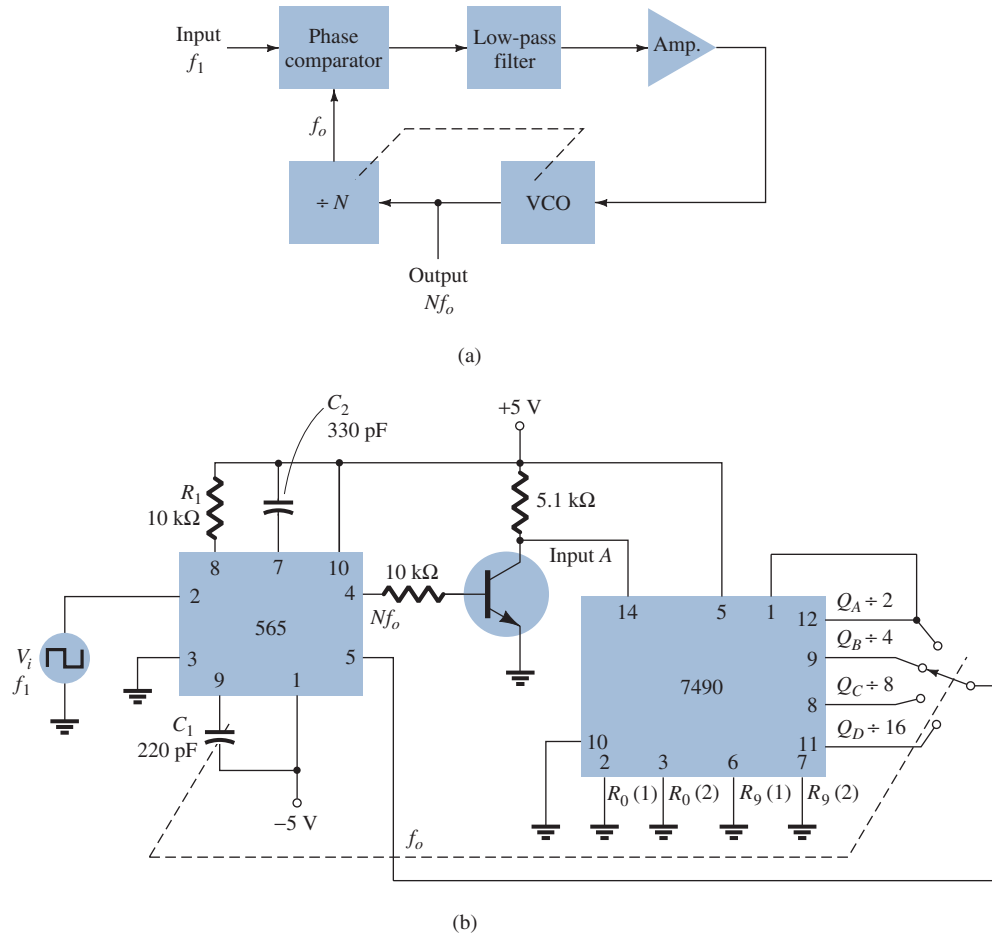 Input
f1
Phase
comparator
Low-pass
filter
Amp.
fo
÷ N
VCO
Output
Nfo
(a)
C2
330 pF
+5 V
R1
10 kΩ
5.1 kΩ
Input A
8
7
10
10 kΩ
2
4
Nfo
565
3
5
9
1
Vi
f1
C1
220 pF
−5 V
fo
14
5
1
12
QA ÷ 2
9
QB ÷ 4
7490
8
QC ÷ 8
11
QD ÷ 16
10
2
3
6
7
R0 (1)
R0 (2)
R9 (1)
R9 (2)
(b)